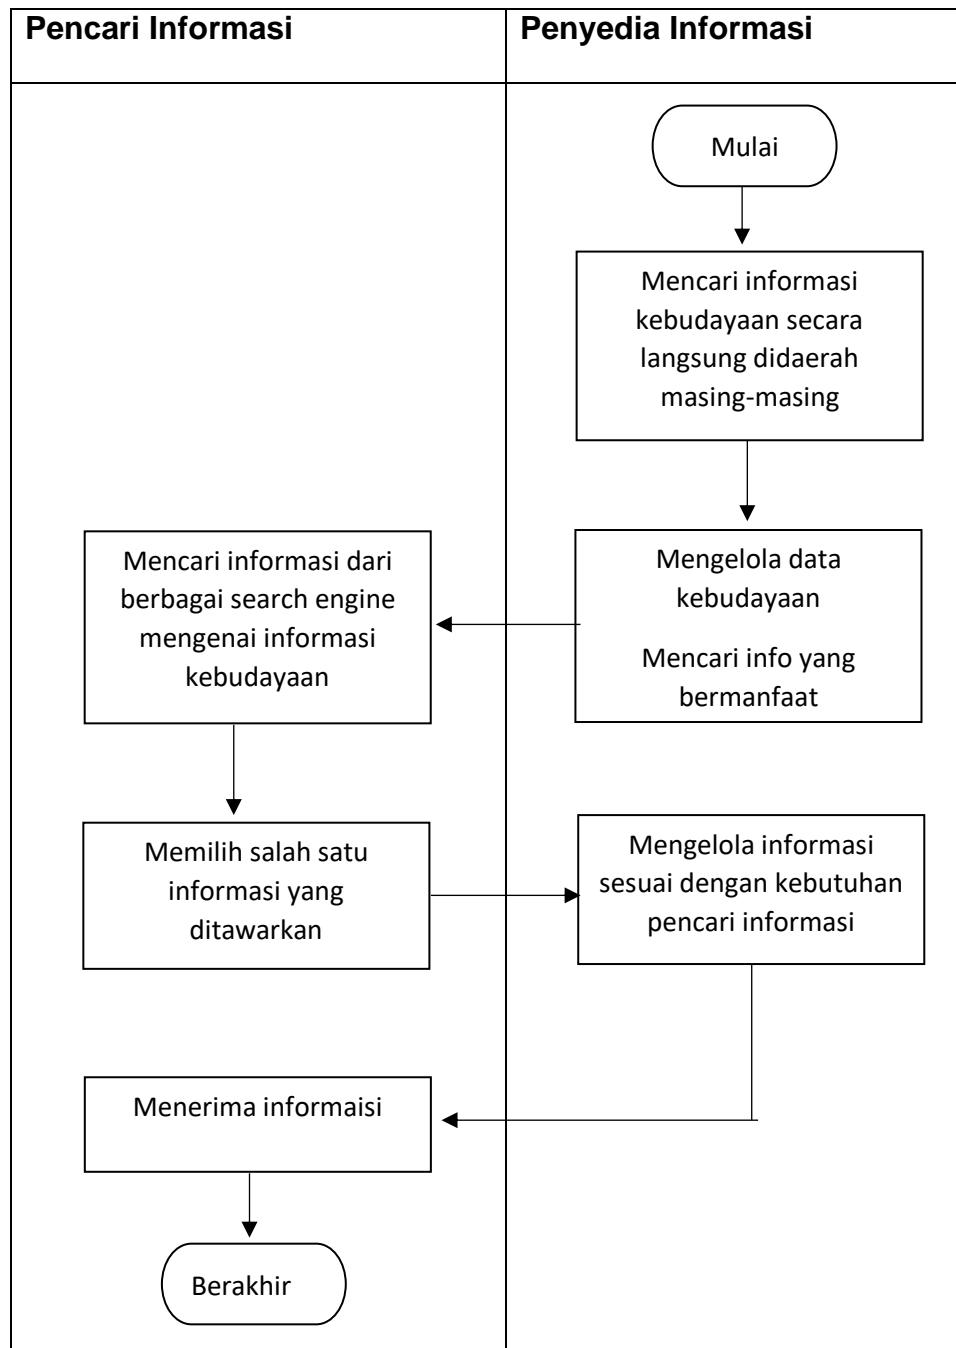 Pencari Informasi
Penyedia Informasi
Mulai
Mencari informasi
kebudayaan secara
langsung didaerah
masing-masing
Mengelola data
kebudayaan
Mencari info yang
bermanfaat
Mencari informasi dari
berbagai search engine
mengenai informasi
kebudayaan
Memilih salah satu
informasi yang
ditawarkan
Mengelola informasi
sesuai dengan kebutuhan
pencari informasi
Menerima informaisi
Berakhir